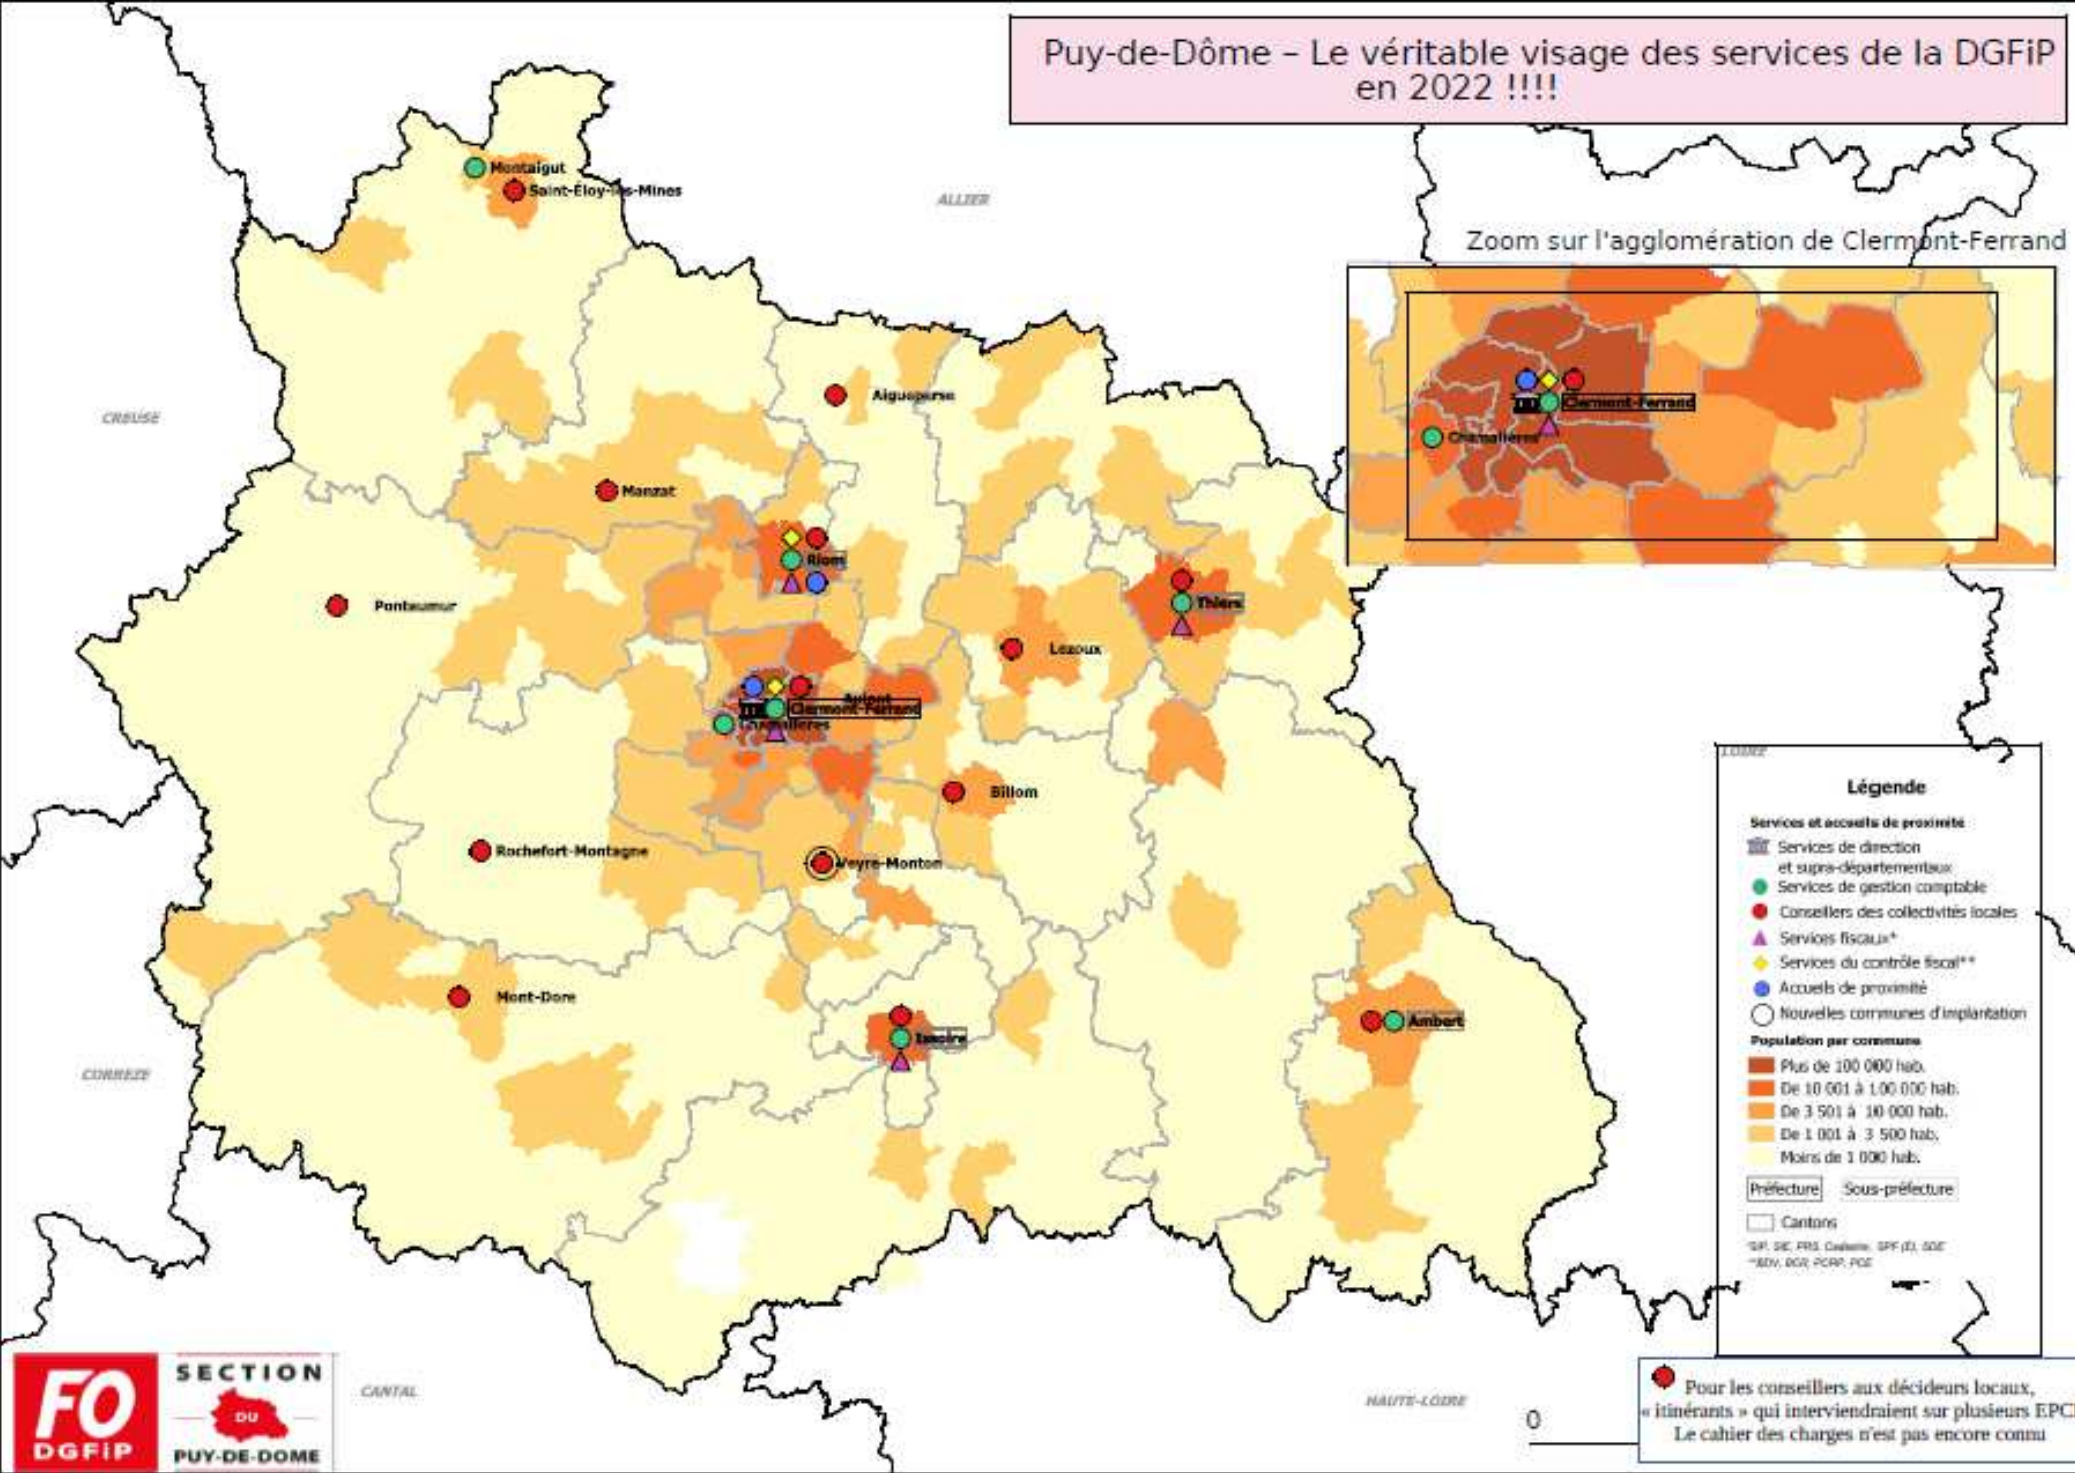 Puy-de-Dôme – Le véritable visage des services de la DGFiP
en 2022 !!!!
Montaigut
Saint-Éloy-les-Mines
ALLIER
Zoom sur l'agglomération de Clermont-Ferrand
Clermont-Ferrand
Chamalières
CREUSE
Aigueperse
Manzat
Riom
Pontaumur
Thiers
Lezoux
Clermont-Ferrand
Chamalières
Billom
Rochefort-Montagne
Veyre-Monton
Mont-Dore
Issoire
Ambert
CORREZE
CANTAL
HAUTE-LOIRE
LOIRE
Légende
Services et accueils de proximité
Services de direction
et supra-départementaux
Services de gestion comptable
Conseillers des collectivités locales
Services fiscaux*
Services du contrôle fiscal**
Accueils de proximité
Nouvelles communes d'implantation
Population par commune
Plus de 100 000 hab.
De 10 001 à 100 000 hab.
De 3 501 à 10 000 hab.
De 1 001 à 3 500 hab.
Moins de 1 000 hab.
Préfecture Sous-préfecture
Cantons
0
Pour les conseillers aux décideurs locaux,
« itinérants » qui interviendraient sur plusieurs EPCI
Le cahier des charges n'est pas encore connu
FO
DGFiP
SECTION
DU
PUY-DE-DOME